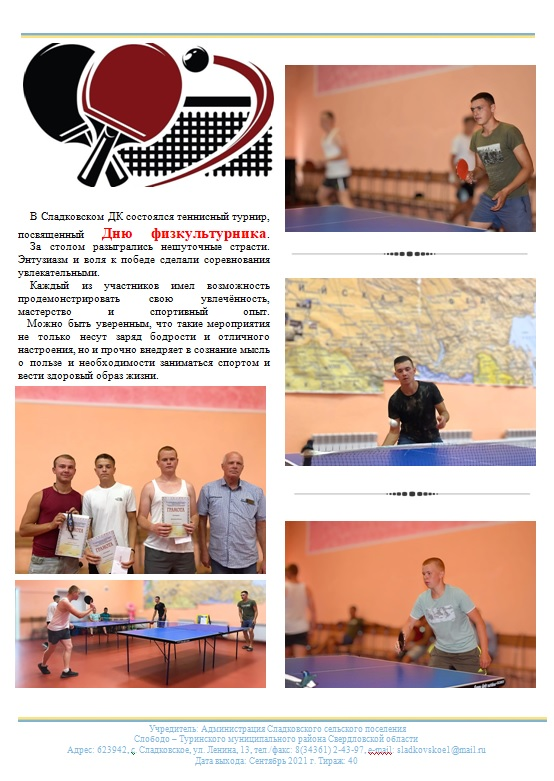 В Сладковском ДК состоялся теннисный турнир,
посвященный Дню физкультурника.
За столом разыгрались нешуточные страсти.
Энтузиазм и воля к победе сделали соревнования
увлекательными.
Каждый из участников имел возможность
продемонстрировать свою увлечённость,
мастерство и спортивный опыт.
Можно быть уверенным, что такие мероприятия
не только несут заряд бодрости и отличного
настроения, но и прочно внедряет в сознание мысль
о пользе и необходимости заниматься спортом и
вести здоровый образ жизни.
ГРАМОТА
ГРАМОТА
ГРАМОТА
Учредитель: Администрация Сладковского сельского поселения
Слободо – Туринского муниципального района Свердловской области
Адрес: 623942, с. Сладковское, ул. Ленина, 13, тел./факс: 8(34361) 2-43-97, e-mail: sladkovskoe1@mail.ru
Дата выхода: Сентябрь 2021 г. Тираж: 40